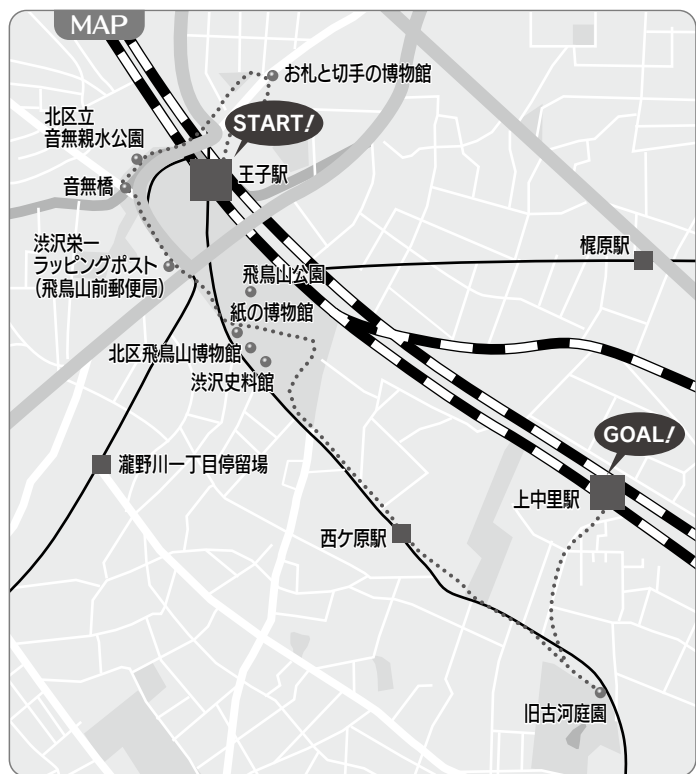 MAP
お札と切手の博物館
START!
王子駅
北区立
音無親水公園
音無橋
渋沢栄一
ラッピングポスト
(飛鳥山前郵便局)
飛鳥山公園
梶原駅
紙の博物館
北区飛鳥山博物館
渋沢史料館
GOAL!
瀧野川一丁目停留場
上中里駅
西ケ原駅
旧古河庭園